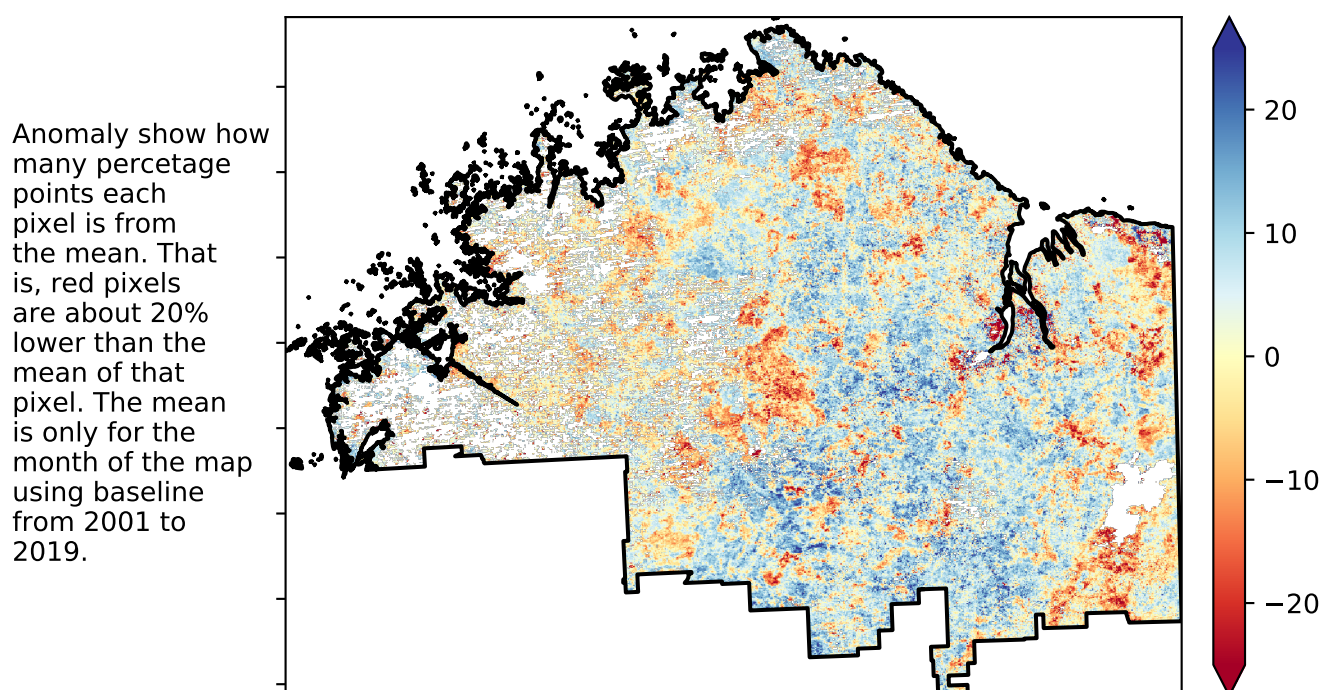 Anomaly show how
many percetage
points each
pixel is from
the mean. That
is, red pixels
are about 20%
lower than the
mean of that
pixel. The mean
is only for the
month of the map
using baseline
from 2001 to
2019.
20
10
0
−10
−20